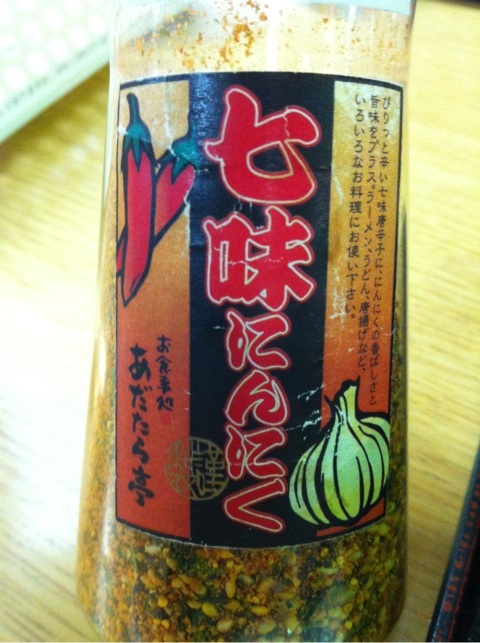 ぴりっと辛い七味唐辛子に、にんにくの香ばしさと
旨味をプラス。ラーメン、うどん、唐揚げなど、
いろいろなお料理にお使い下さい。
七味にんにく
お食事処
あだたら亭